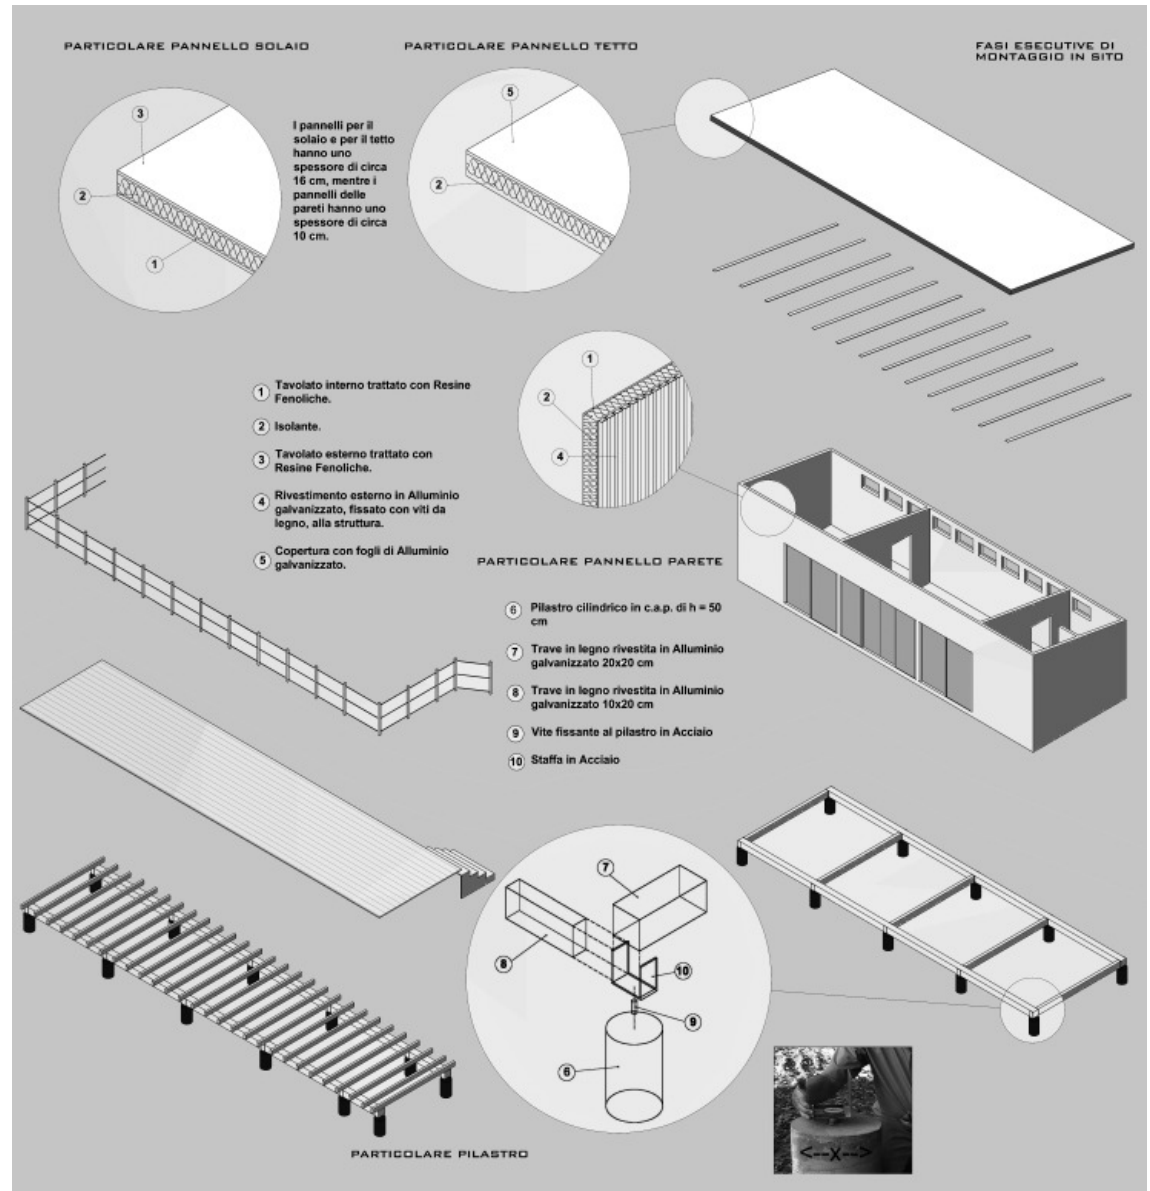 PARTICOLARE PANNELLO SOLAIO
PARTICOLARE PANNELLO TETTO
FASI ESECUTIVE DI
MONTAGGIO IN SITO
3
2
1
I pannelli per il
solaio e per il tetto
hanno uno
spessore di circa
16 cm, mentre i
pannelli delle
pareti hanno uno
spessore di circa
10 cm.
5
2
1
2
4
1 Tavolato interno trattato con Resine
Fenoliche.
2 Isolante.
3 Tavolato esterno trattato con
Resine Fenoliche.
4 Rivestimento esterno in Alluminio
galvanizzato, fissato con viti da
legno, alla struttura.
5 Copertura con fogli di Alluminio
galvanizzato.
PARTICOLARE PANNELLO PARETE
6 Pilastro cilindrico in c.a.p. di h = 50
cm
7 Trave in legno rivestita in Alluminio
galvanizzato 20x20 cm
8 Trave in legno rivestita in Alluminio
galvanizzato 10x20 cm
9 Vite fissante al pilastro in Acciaio
10 Staffa in Acciaio
7
8
10
9
6
<--X-->
PARTICOLARE PILASTRO